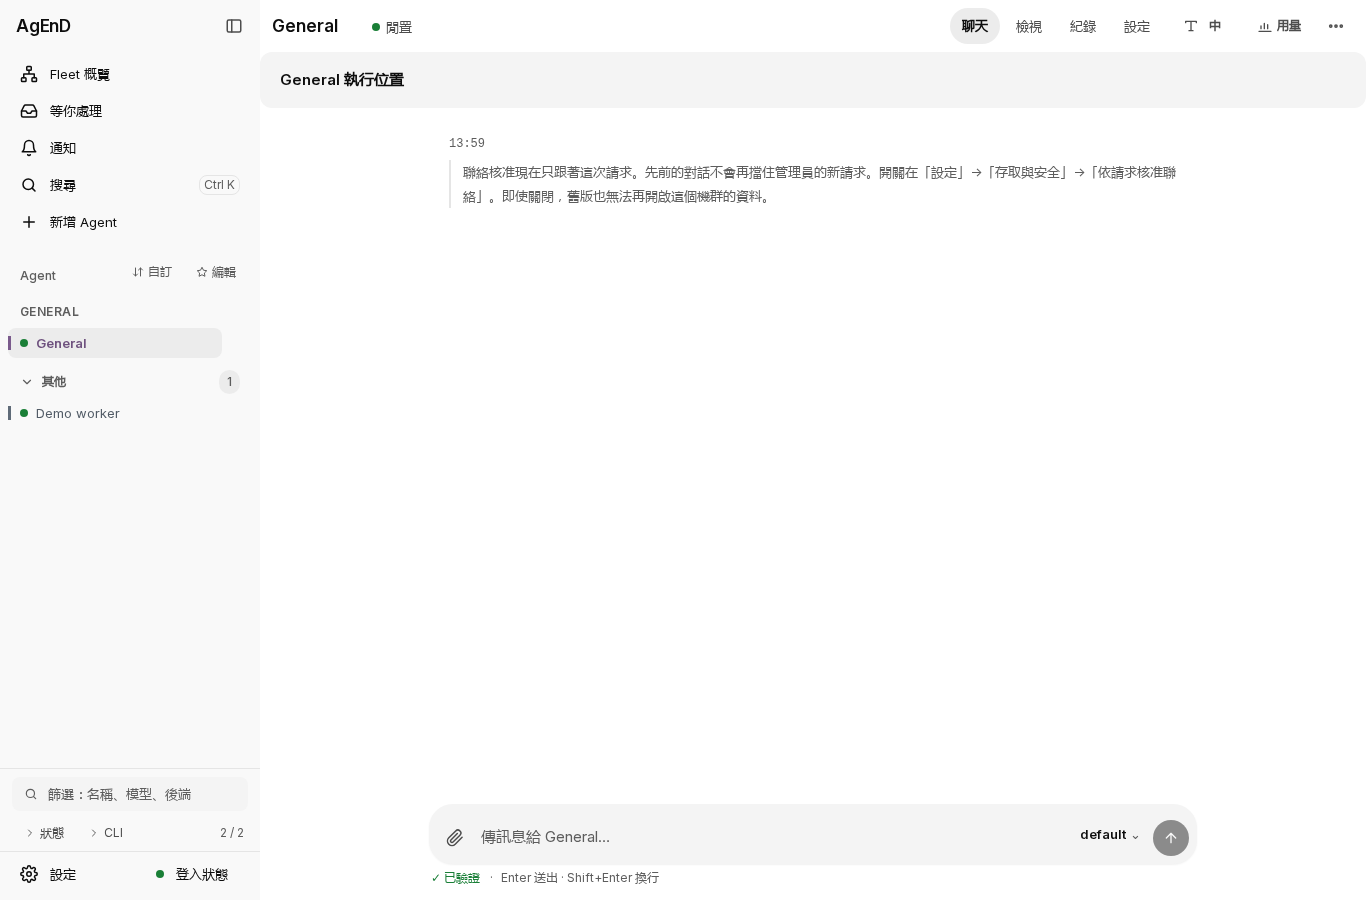 AgEnD
Fleet 概覽
等你處理
通知
搜尋 Ctrl K
新增 Agent
Agent 自訂 編輯
GENERAL
General
其他 1
Demo worker
篩選：名稱、模型、後端
狀態 CLI 2 / 2
設定 登入狀態
General 閒置 聊天 檢視 紀錄 設定 中 用量
General 執行位置
13:59
聯絡核准現在只跟著這次請求。先前的對話不會再擋住管理員的新請求。開關在「設定」→「存取與安全」→「依請求核准聯
絡」。即使關閉，舊版也無法再開啟這個機群的資料。
傳訊息給 General… default
✓ 已驗證 · Enter 送出 · Shift+Enter 換行